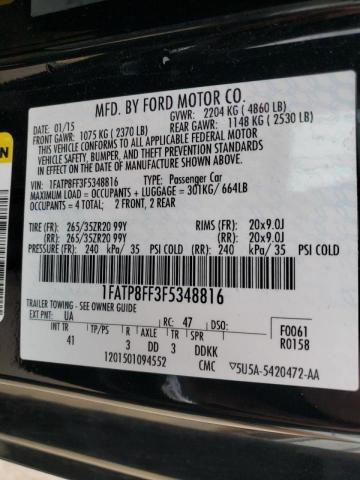 MFD. BY FORD MOTOR CO.
DATE: 01/15 GVWR: 2204 KG ( 4860 LB)
FRONT GAWR: 1075 KG ( 2370 LB) REAR GAWR: 1148 KG ( 2530 LB)
THIS VEHICLE CONFORMS TO ALL APPLICABLE FEDERAL MOTOR
VEHICLE SAFETY, BUMPER, AND THEFT PREVENTION STANDARDS
IN EFFECT ON THE DATE OF MANUFACTURE SHOWN ABOVE.
VIN: 1FATP8FF3F5348816 TYPE: Passenger Car
MAXIMUM LOAD = OCCUPANTS + LUGGAGE = 301KG/ 664LB
OCCUPANTS = 4 TOTAL: 2 FRONT, 2 REAR
TIRE (FR): 265/35ZR20 99Y RIMS (FR): 20x9.0J
TIRE (RR): 265/35ZR20 99Y RIMS (RR): 20x9.0J
PRESSURE (FR) 240 kPa/ 35 PSI COLD (RR) 240 kPa/ 35 PSI COLD
1FATP8FF3F5348816
TRAILER TOWING - SEE OWNER GUIDE
EXT PNT: UA RC: 47 DSO:
F0061
R0158
INT TR TP/PS R AXLE TR SPR
41 3 3 DDKK
1201501094552 CMC 5U5A-5420472-AA